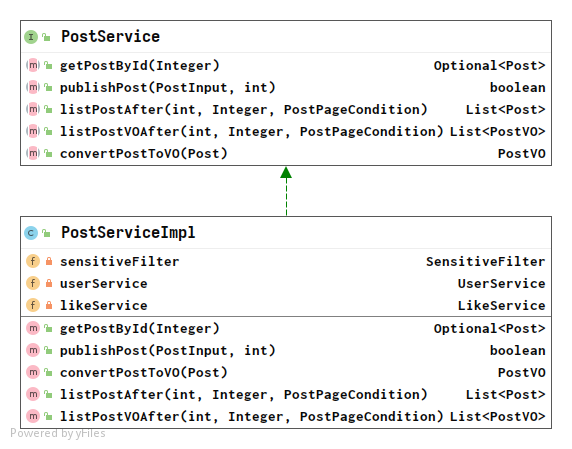 I PostService
m getPostById(Integer) Optional<Post>
m publishPost(PostInput, int) boolean
m listPostAfter(int, Integer, PostPageCondition) List<Post>
m listPostVOAfter(int, Integer, PostPageCondition) List<PostVO>
m convertPostToVO(Post) PostVO
C PostServiceImpl
f sensitiveFilter SensitiveFilter
f userService UserService
f likeService LikeService
m getPostById(Integer) Optional<Post>
m publishPost(PostInput, int) boolean
m convertPostToVO(Post) PostVO
m listPostAfter(int, Integer, PostPageCondition) List<Post>
m listPostVOAfter(int, Integer, PostPageCondition) List<PostVO>
Powered by yFiles